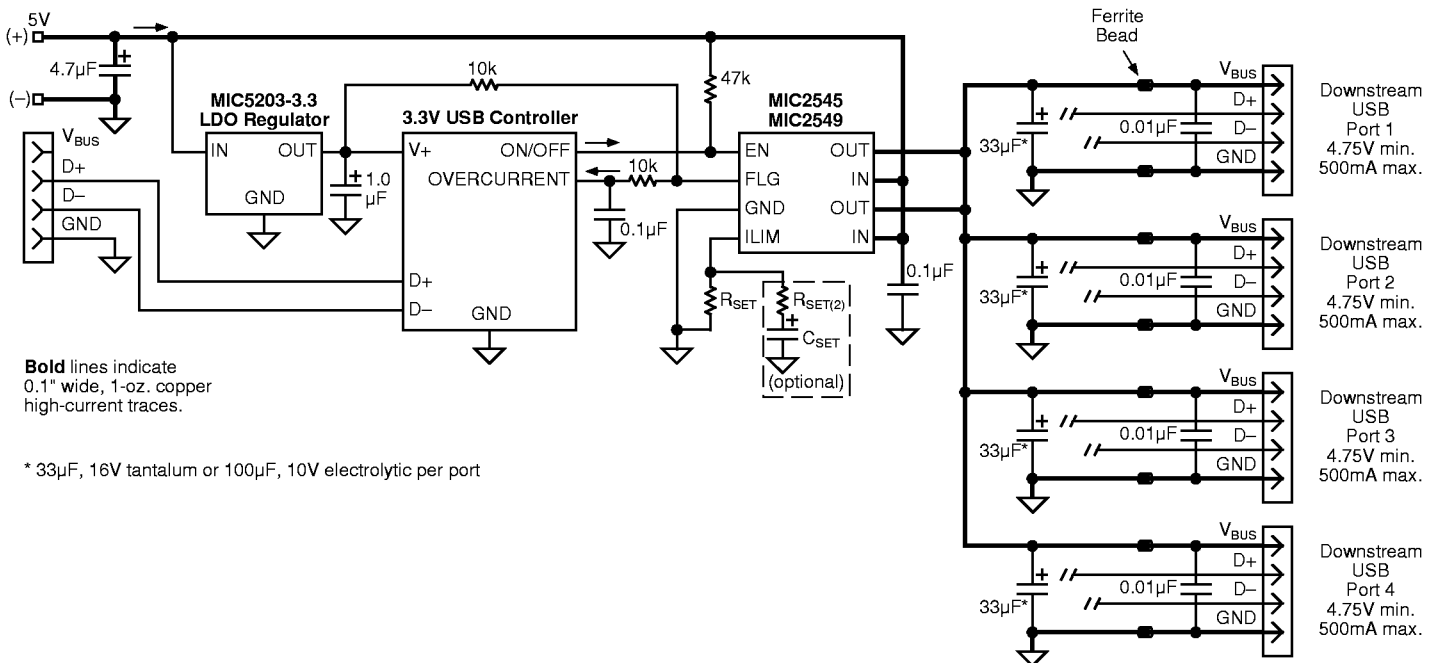 5V
(+)
4.7µF
+
(–)
10k
47k
MIC5203-3.3
LDO Regulator
IN
OUT
GND
+
1.0
µF
3.3V USB Controller
V+
ON/OFF
OVERCURRENT
D+
D–
GND
10k
0.1µF
MIC2545
MIC2549
EN
OUT
FLG
IN
GND
OUT
ILIM
IN
0.1µF
RSET
RSET(2)
+
CSET
(optional)
VBUS
D+
D–
GND
Ferrite
Bead
VBUS
D+
D–
GND
+
33µF*
0.01µF
Downstream
USB
Port 1
4.75V min.
500mA max.
VBUS
D+
D–
GND
+
33µF*
0.01µF
Downstream
USB
Port 2
4.75V min.
500mA max.
VBUS
D+
D–
GND
+
33µF*
0.01µF
Downstream
USB
Port 3
4.75V min.
500mA max.
VBUS
D+
D–
GND
+
33µF*
0.01µF
Downstream
USB
Port 4
4.75V min.
500mA max.
Bold lines indicate
0.1" wide, 1-oz. copper
high-current traces.
* 33µF, 16V tantalum or 100µF, 10V electrolytic per port